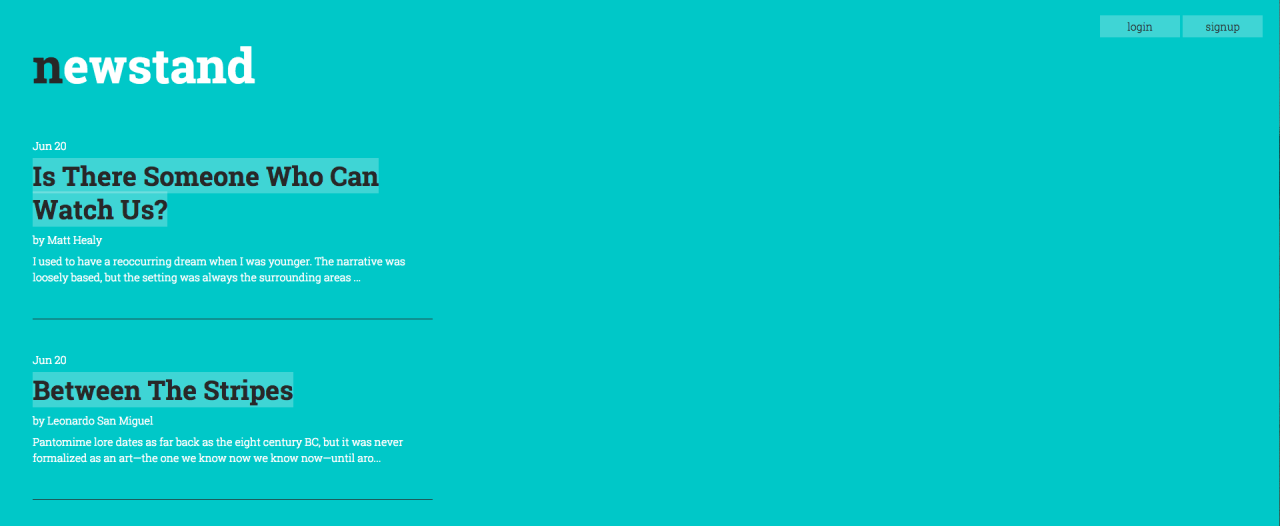 login signup
newstand
Jun 20
Is There Someone Who Can
Watch Us?
by Matt Healy
I used to have a reoccurring dream when I was younger. The narrative was
loosely based, but the setting was always the surrounding areas ...
Jun 20
Between The Stripes
by Leonardo San Miguel
Pantomime lore dates as far back as the eight century BC, but it was never
formalized as an art—the one we know now we know now—until aro...